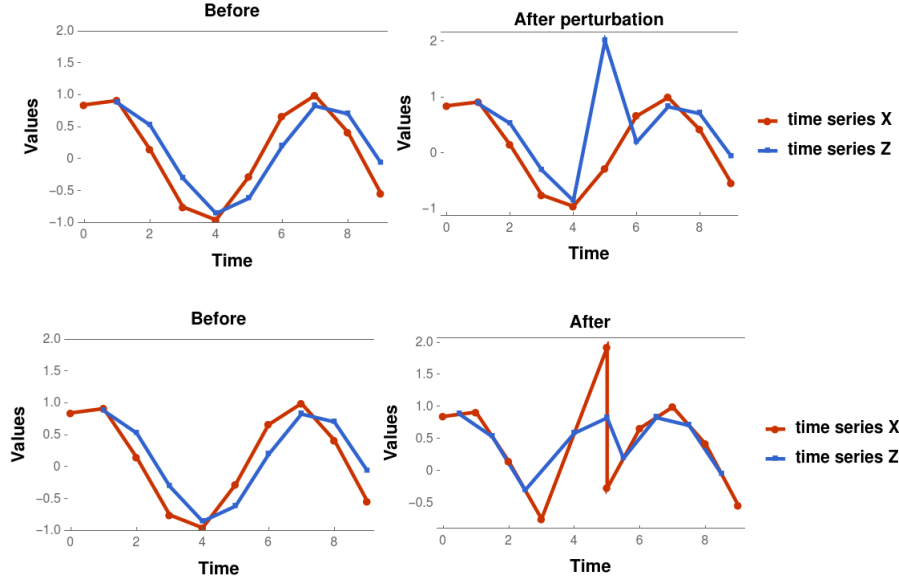 Before
2.0
1.5
1.0
0.5
0
−0.5
−1.0
Values
0 2 4 6 8
Time
After perturbation
2
1
0
−1
Values
0 2 4 6 8
Time
time series X
time series Z
Before
2.0
1.5
1.0
0.5
0
−0.5
−1.0
Values
0 2 4 6 8
Time
After
2.0
1.5
1.0
0.5
0
−0.5
Values
0 2 4 6 8
Time
time series X
time series Z